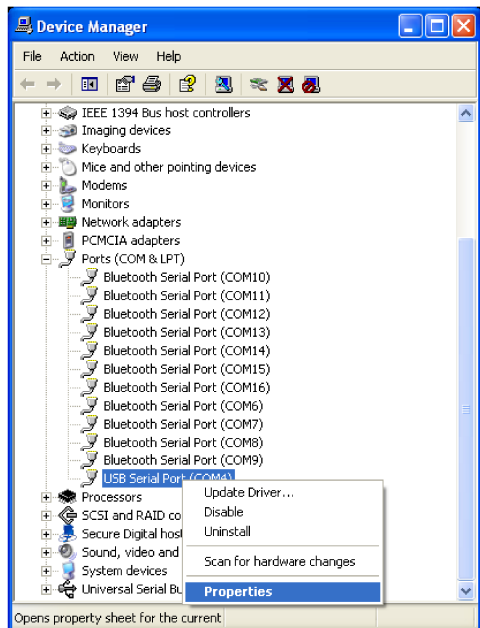 Device Manager
File Action View Help
IEEE 1394 Bus host controllers
Imaging devices
Keyboards
Mice and other pointing devices
Modems
Monitors
Network adapters
PCMCIA adapters
Ports (COM & LPT)
Bluetooth Serial Port (COM10)
Bluetooth Serial Port (COM11)
Bluetooth Serial Port (COM12)
Bluetooth Serial Port (COM13)
Bluetooth Serial Port (COM14)
Bluetooth Serial Port (COM15)
Bluetooth Serial Port (COM16)
Bluetooth Serial Port (COM6)
Bluetooth Serial Port (COM7)
Bluetooth Serial Port (COM8)
Bluetooth Serial Port (COM9)
USB Serial Port (COM4)
Processors
SCSI and RAID co
Secure Digital host
Sound, video and
System devices
Universal Serial Bu
Update Driver...
Disable
Uninstall
Scan for hardware changes
Properties
Opens property sheet for the current